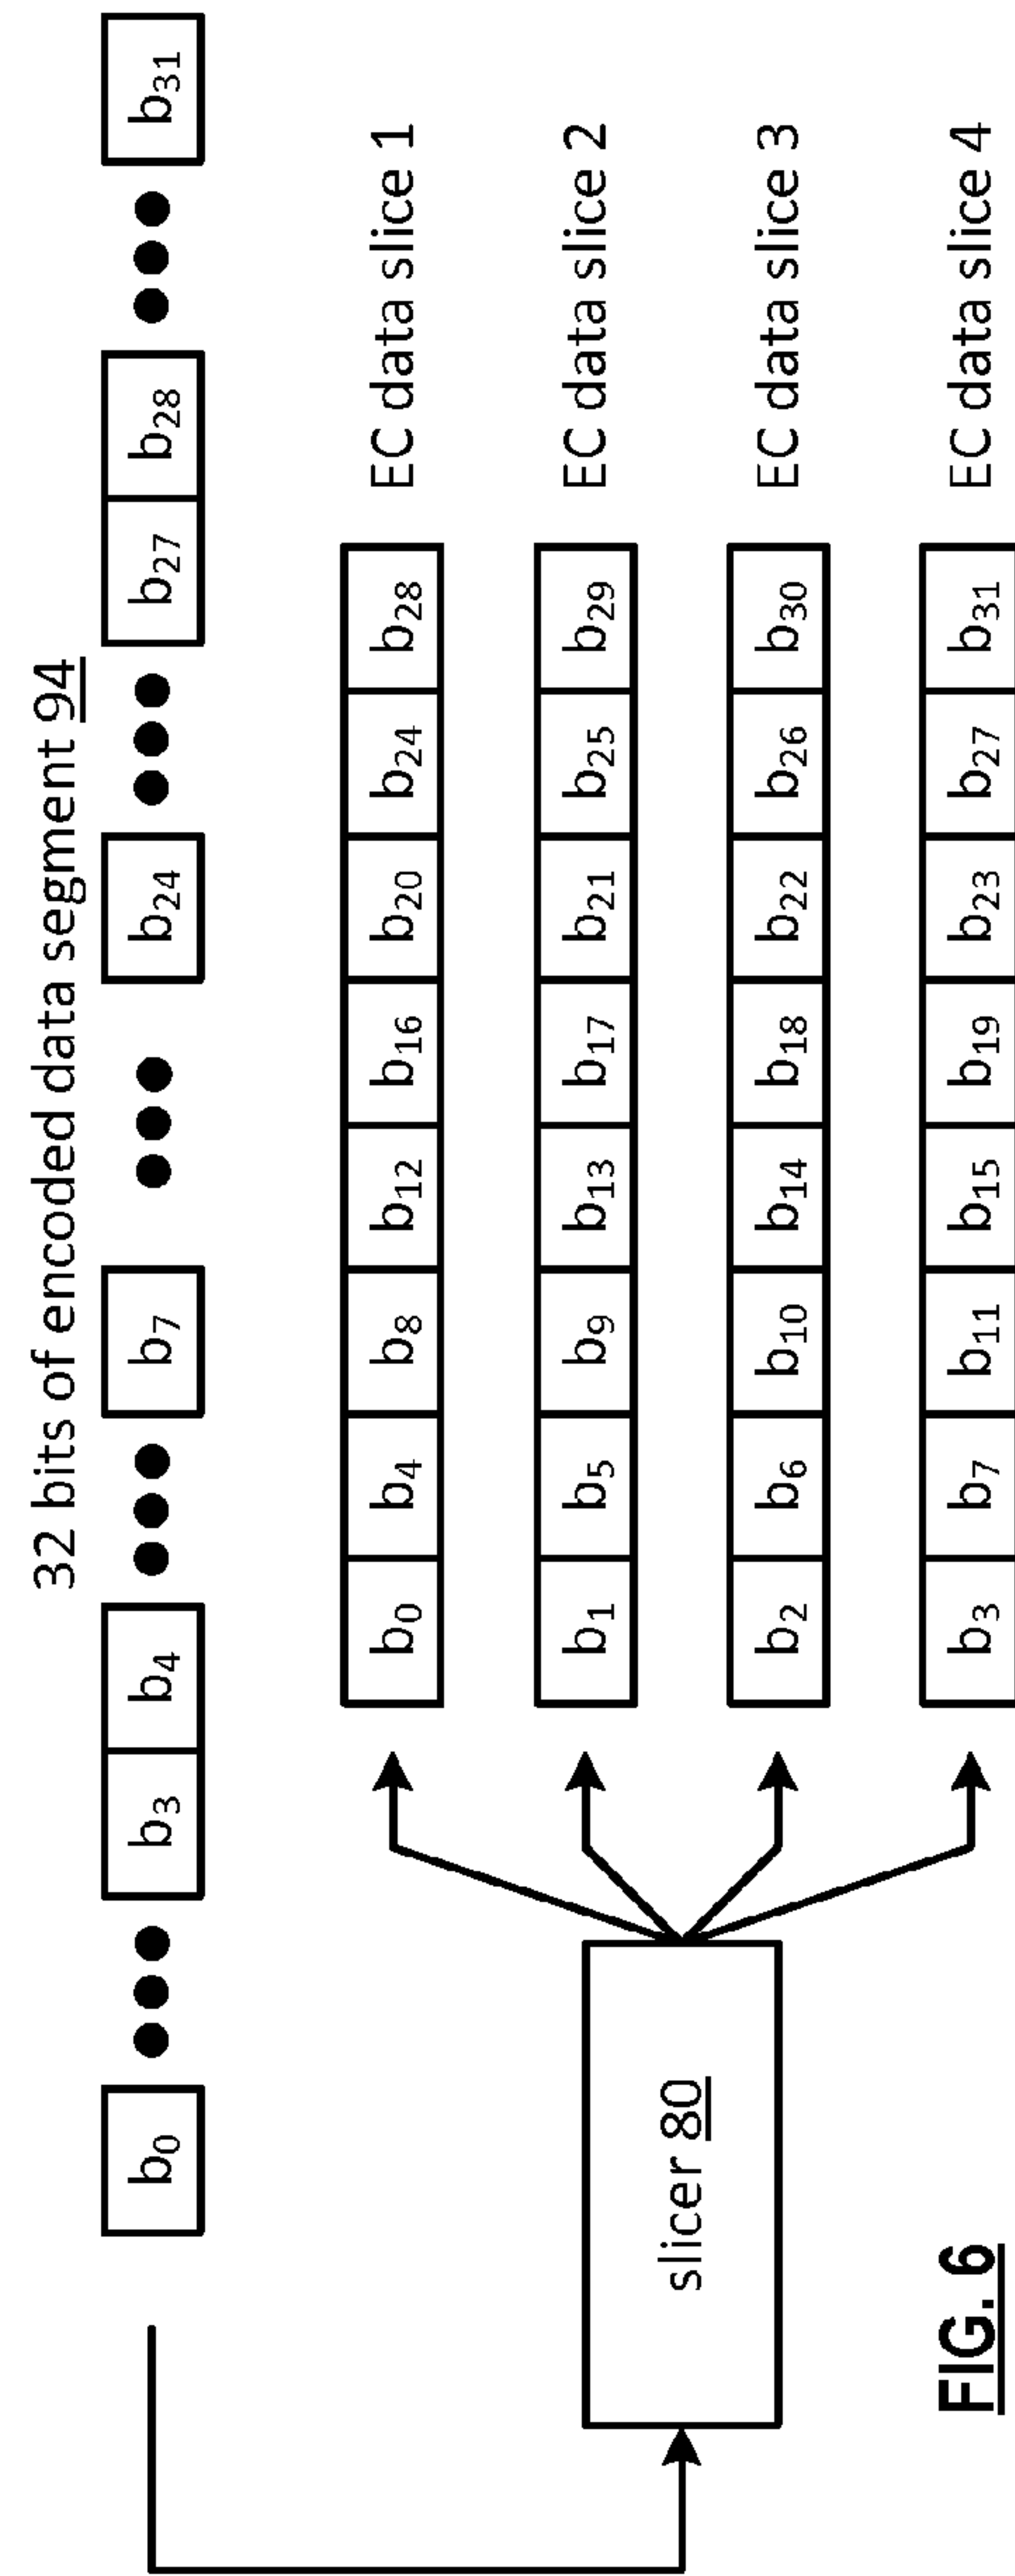 32 bits of encoded data segment 94
b0 ●●● b3 b4 ●●● b7 ●●● b24 ●●● b27 b28 ●●● b31
b0 b4 b8 b12 b16 b20 b24 b28 EC data slice 1
b1 b5 b9 b13 b17 b21 b25 b29 EC data slice 2
slicer 80
b2 b6 b10 b14 b18 b22 b26 b30 EC data slice 3
b3 b7 b11 b15 b19 b23 b27 b31 EC data slice 4
FIG. 6